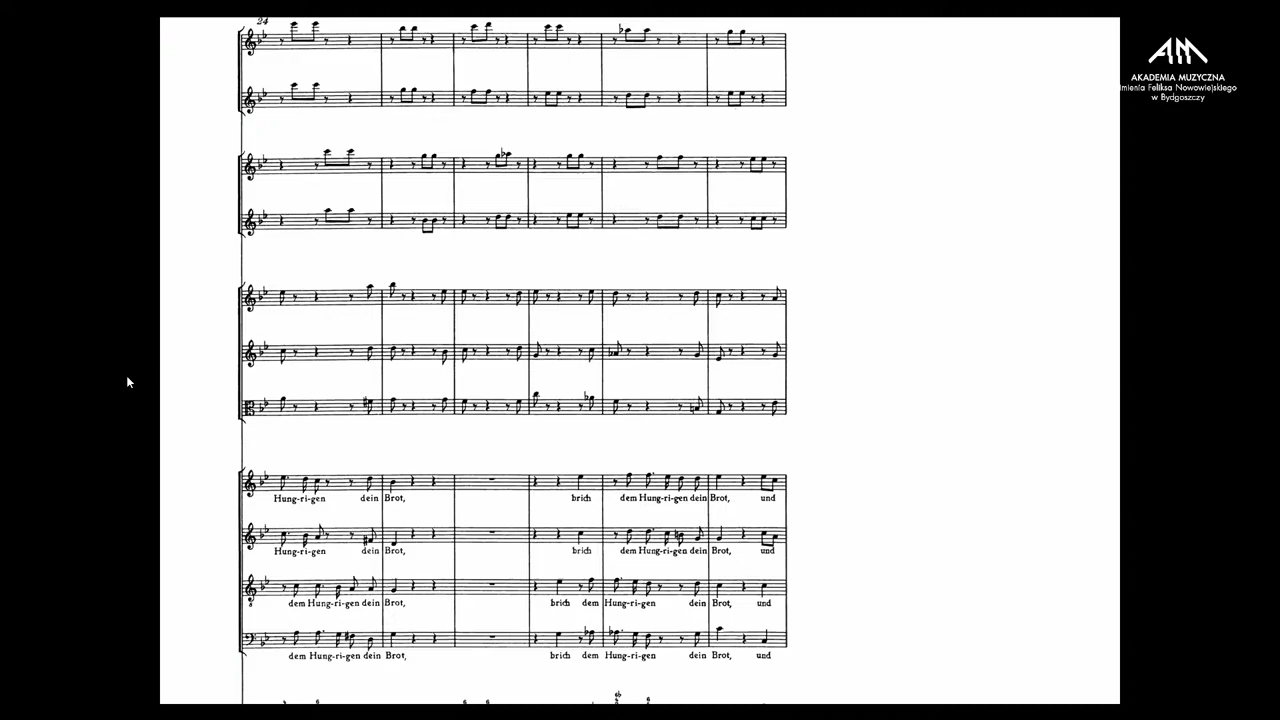 24
AKADEMIA MUZYCZNA
imienia Feliksa Nowowiejskiego
w Bydgoszczy
Hung-ri-gen dein Brot, brich dem Hung-ri-gen dein Brot, und
Hung-ri-gen dein Brot, brich dem Hung-ri-gen dein Brot, und
8
dem Hung-ri-gen dein Brot, brich dem Hung-ri-gen dein Brot, und
dem Hung-ri-gen dein Brot, brich dem Hung-ri-gen dein Brot, und